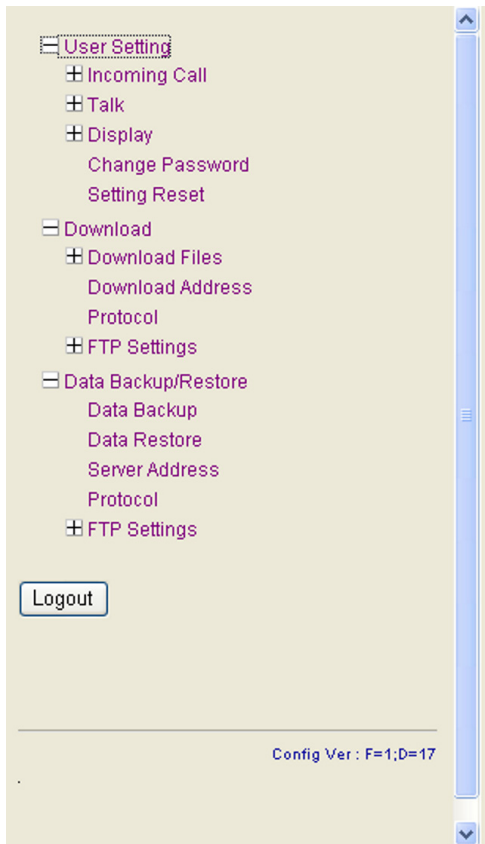 User Setting
Incoming Call
Talk
Display
Change Password
Setting Reset
Download
Download Files
Download Address
Protocol
FTP Settings
Data Backup/Restore
Data Backup
Data Restore
Server Address
Protocol
FTP Settings
Logout
Config Ver : F=1;D=17
.